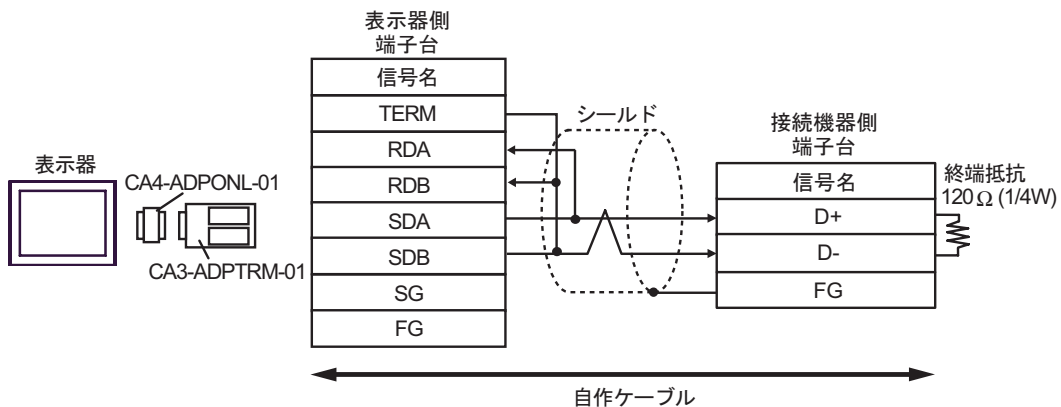 表示器
CA4-ADPONL-01
CA3-ADPTRM-01
表示器側
端子台
信号名
TERM
RDA
RDB
SDA
SDB
SG
FG
シールド
接続機器側
端子台
信号名
D+
D-
FG
終端抵抗
120Ω (1/4W)
自作ケーブル